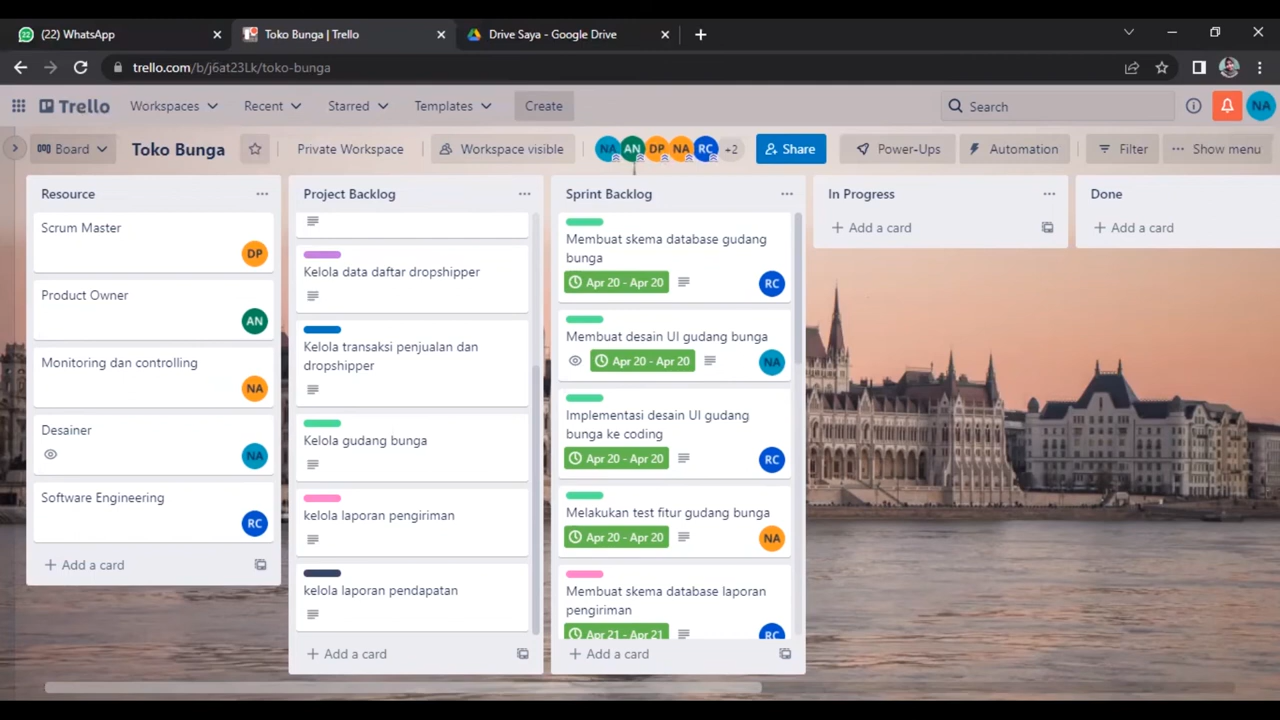 (22) WhatsApp
Toko Bunga | Trello
Drive Saya - Google Drive
trello.com/b/j6at23Lk/toko-bunga
Trello
Workspaces
Recent
Starred
Templates
Create
Search
NA
Board
Toko Bunga
Private Workspace
Workspace visible
NA AN DP NA RC +2
Share
Power-Ups
Automation
Filter
Show menu
Resource
Scrum Master
DP
Product Owner
AN
Monitoring dan controlling
NA
Desainer
NA
Software Engineering
RC
+ Add a card
Project Backlog
Kelola data daftar dropshipper
Kelola transaksi penjualan dan
dropshipper
Kelola gudang bunga
kelola laporan pengiriman
kelola laporan pendapatan
+ Add a card
Sprint Backlog
Membuat skema database gudang
bunga
Apr 20 - Apr 20
RC
Membuat desain UI gudang bunga
Apr 20 - Apr 20
NA
Implementasi desain UI gudang
bunga ke coding
Apr 20 - Apr 20
RC
Melakukan test fitur gudang bunga
Apr 20 - Apr 20
NA
Membuat skema database laporan
pengiriman
Apr 21 - Apr 21
RC
+ Add a card
In Progress
+ Add a card
Done
+ Add a card